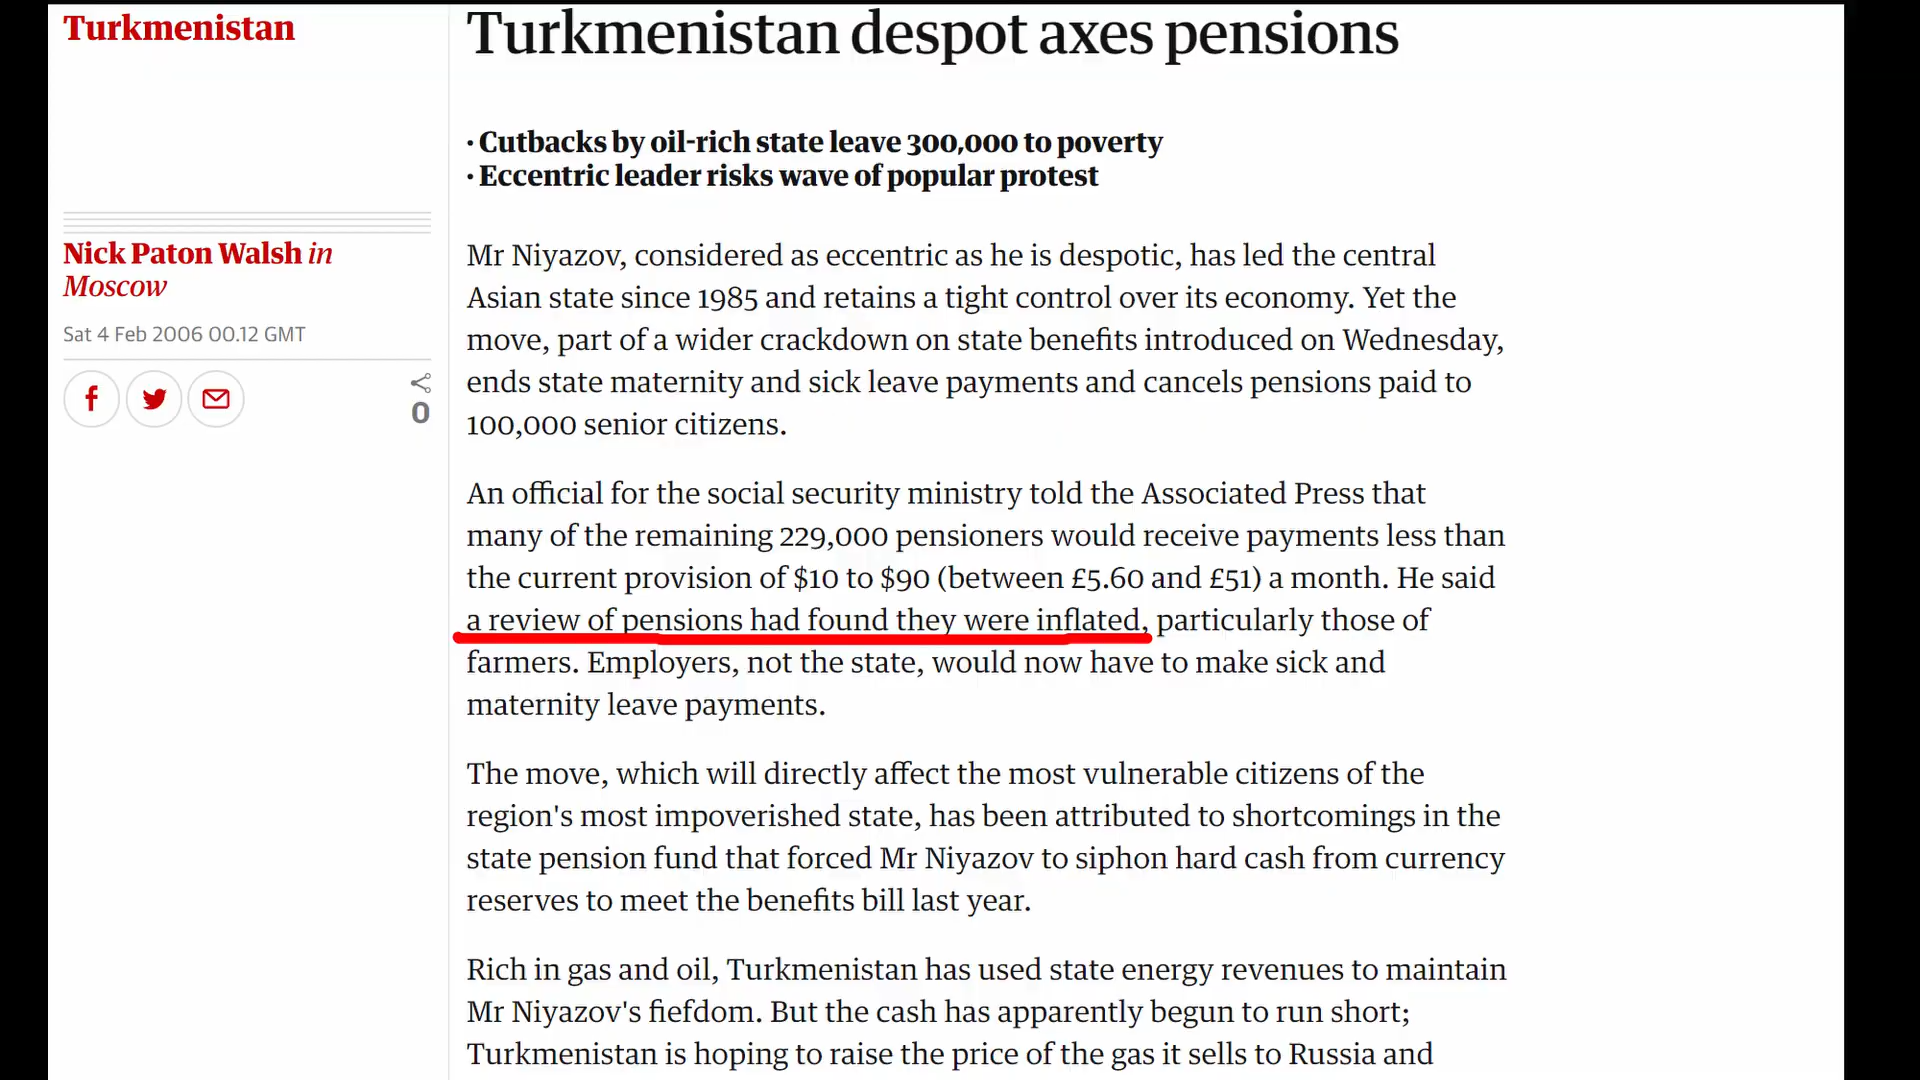 Turkmenistan
Turkmenistan despot axes pensions
· Cutbacks by oil-rich state leave 300,000 to poverty
· Eccentric leader risks wave of popular protest
Nick Paton Walsh in
Moscow
Sat 4 Feb 2006 00.12 GMT
0
Mr Niyazov, considered as eccentric as he is despotic, has led the central
Asian state since 1985 and retains a tight control over its economy. Yet the
move, part of a wider crackdown on state benefits introduced on Wednesday,
ends state maternity and sick leave payments and cancels pensions paid to
100,000 senior citizens.
An official for the social security ministry told the Associated Press that
many of the remaining 229,000 pensioners would receive payments less than
the current provision of $10 to $90 (between £5.60 and £51) a month. He said
a review of pensions had found they were inflated, particularly those of
farmers. Employers, not the state, would now have to make sick and
maternity leave payments.
The move, which will directly affect the most vulnerable citizens of the
region's most impoverished state, has been attributed to shortcomings in the
state pension fund that forced Mr Niyazov to siphon hard cash from currency
reserves to meet the benefits bill last year.
Rich in gas and oil, Turkmenistan has used state energy revenues to maintain
Mr Niyazov's fiefdom. But the cash has apparently begun to run short;
Turkmenistan is hoping to raise the price of the gas it sells to Russia and